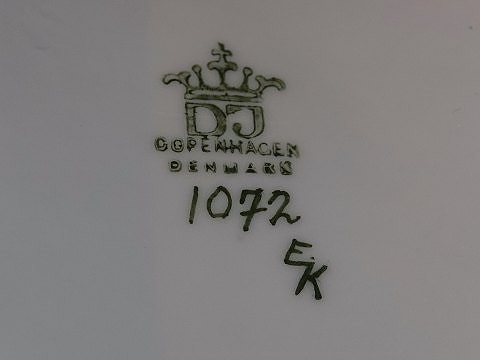 DJ
COPENHAGEN
DENMARK
1072
E.K